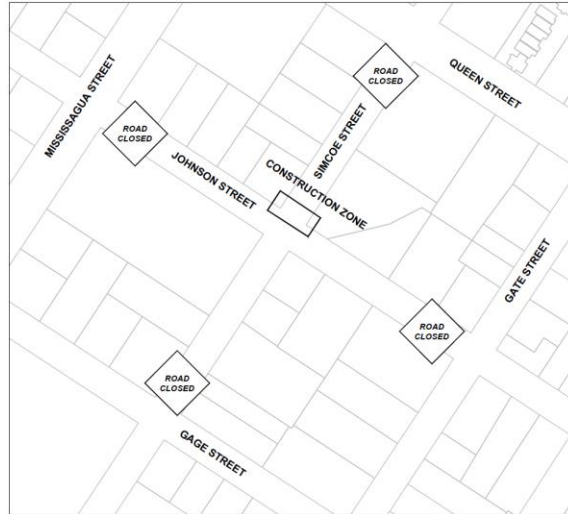 MISSISSAGUA STREET
ROAD
CLOSED
QUEEN STREET
ROAD
CLOSED
SIMCOE STREET
JOHNSON STREET
CONSTRUCTION ZONE
GATE STREET
ROAD
CLOSED
ROAD
CLOSED
GAGE STREET